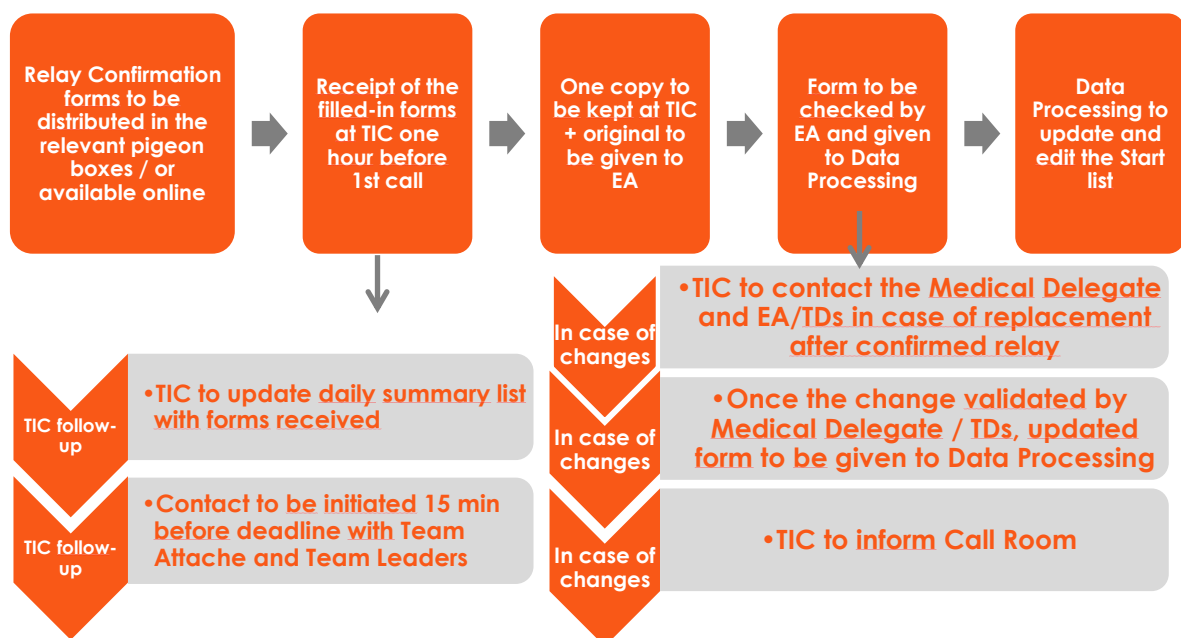 Relay Confirmation
forms to be
distributed in the
relevant pigeon
boxes / or
available online
Receipt of the
filled-in forms
at TIC one
hour before
1st call
One copy to
be kept at TIC
+ original to
be given to
EA
Form to be
checked by
EA and given
to Data
Processing
Data
Processing to
update and
edit the Start
list
TIC follow-
up
•TIC to update daily summary list
with forms received
TIC follow-
up
•Contact to be initiated 15 min
before deadline with Team
Attache and Team Leaders
In case of
changes
•TIC to contact the Medical Delegate
and EA/TDs in case of replacement
after confirmed relay
In case of
changes
•Once the change validated by
Medical Delegate / TDs, updated
form to be given to Data Processing
In case of
changes
•TIC to inform Call Room